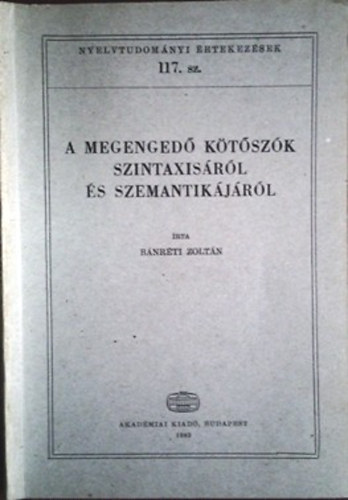 NYELVTUDOMÁNYI ÉRTEKEZÉSEK
117. SZ.
A MEGENGEDŐ KÖTŐSZÓK
SZINTAXISÁRÓL
ÉS SZEMANTIKÁJÁRÓL
ÍRTA
BÁNRÉTI ZOLTÁN
AKADÉMIAI KIADÓ, BUDAPEST
1983